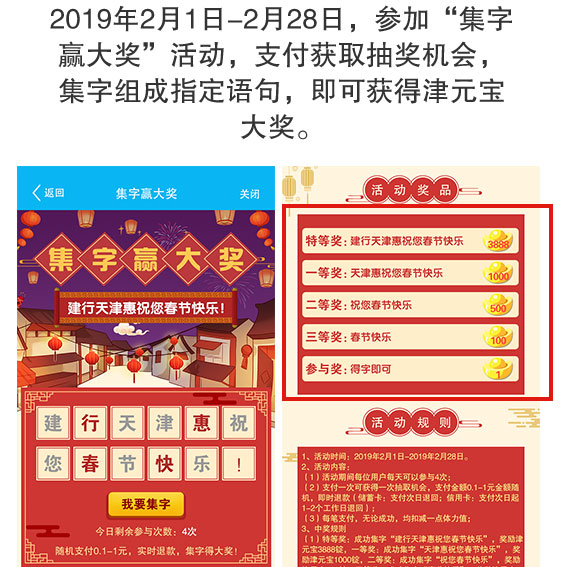 2019年2月1日-2月28日，参加“集字
赢大奖”活动，支付获取抽奖机会，
集字组成指定语句，即可获得津元宝
大奖。
返回
集字赢大奖
关闭
集字赢大奖
建行天津惠祝您春节快乐！
建行天津惠祝
您春节快乐！
我要集字
今日剩余参与次数：4次
随机支付0.1-1元，实时退款，集字得大奖！
活动奖品
特等奖：建行天津惠祝您春节快乐 3888
一等奖：天津惠祝您春节快乐 1000
二等奖：祝您春节快乐 500
三等奖：春节快乐 100
参与奖：得字即可 1
活动规则
1、活动时间：2019年2月1日-2019年2月28日。
2、活动内容：
（1）活动期间每位用户每天可以参与4次；
（2）支付一次可获得一次抽取机会，支付金额0.1-1元金额随
机，即时退款（储蓄卡：支付次日退回；信用卡：支付次日起
1-2个工作日退回）；
（3）每笔支付，无论成功，均扣减一点体力值；
3、中奖规则
（1）特等奖：成功集字“建行天津惠祝您春节快乐”，奖励津
元宝3888锭，一等奖：成功集字“天津惠祝您春节快乐”，奖
励津元宝1000锭，二等奖：成功集字“祝您春节快乐”，奖励